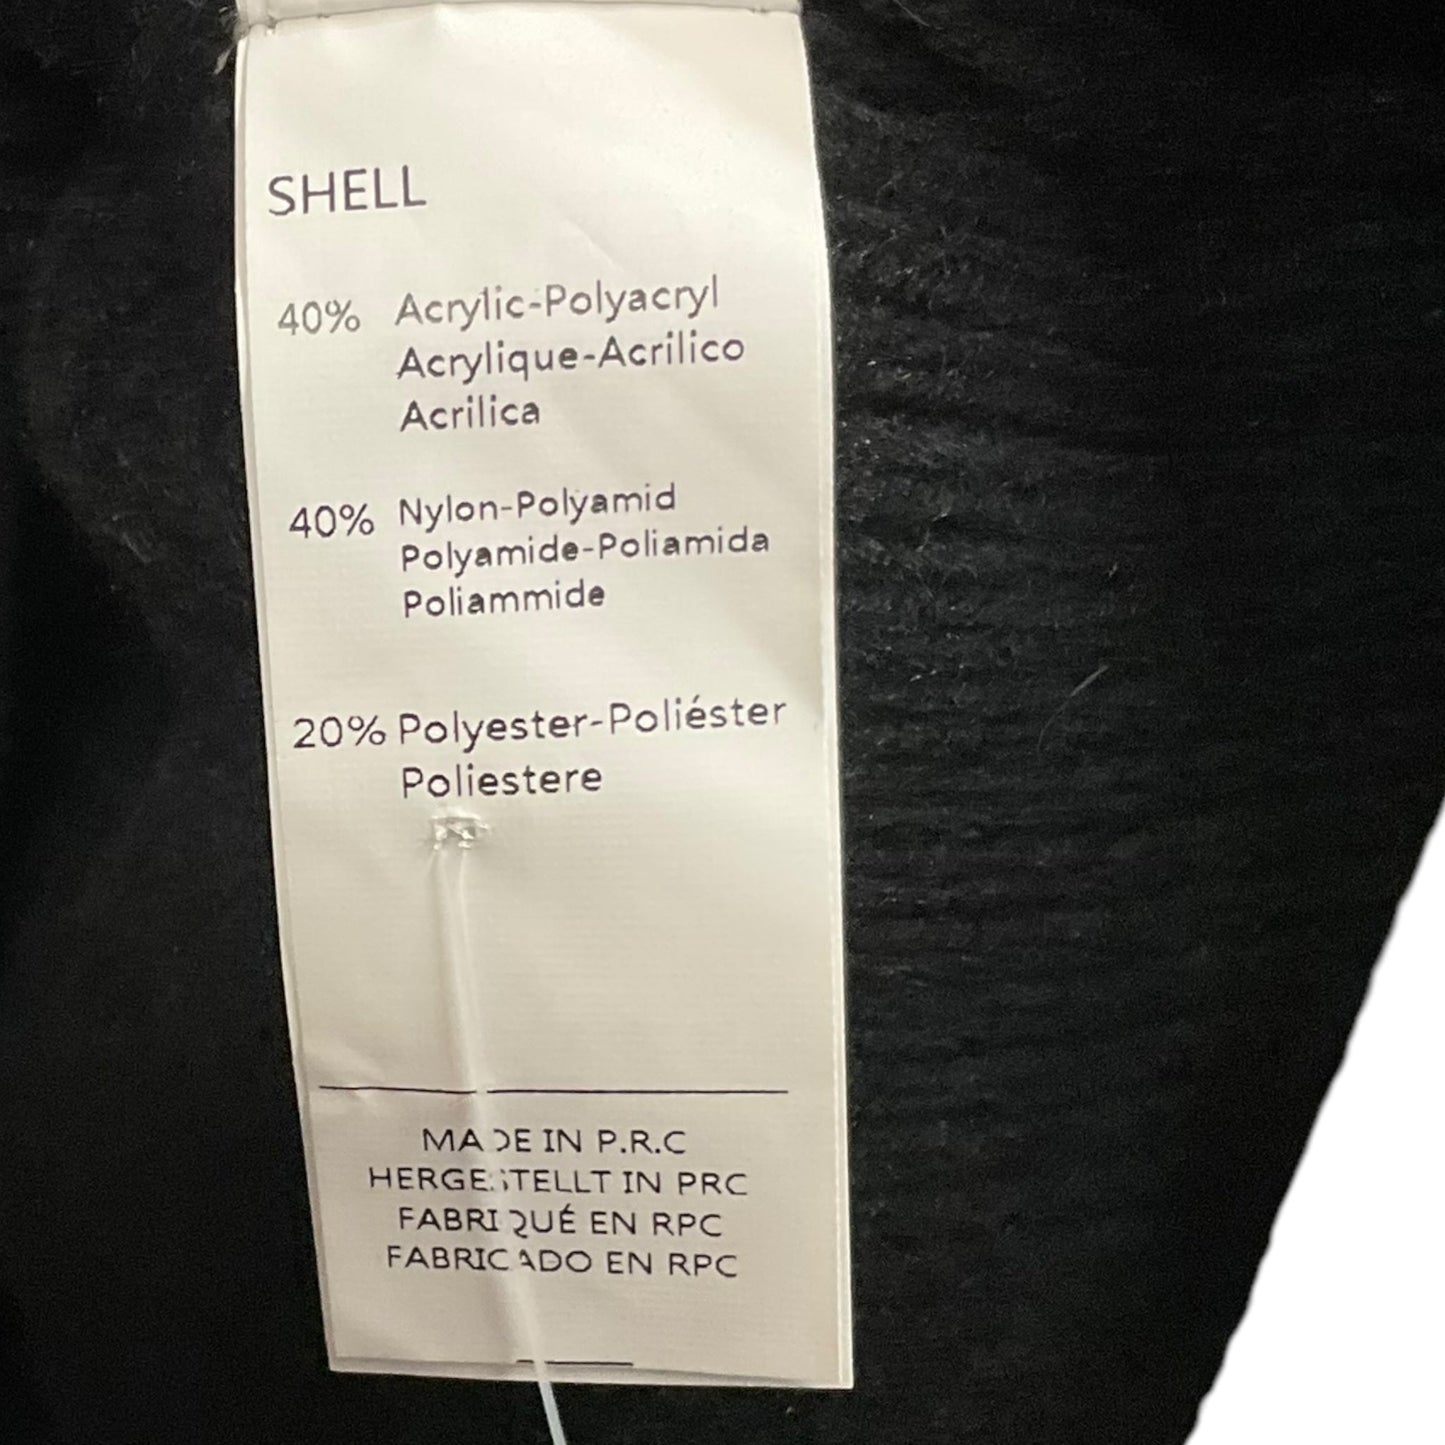 SHELL
40% Acrylic-Polyacryl
Acrylique-Acrilico
Acrilica
40% Nylon-Polyamid
Polyamide-Poliamida
Poliammide
20% Polyester-Poliéster
Poliestere
MADE IN P.R.C
HERGESTELLT IN PRC
FABRIQUÉ EN RPC
FABRICADO EN RPC